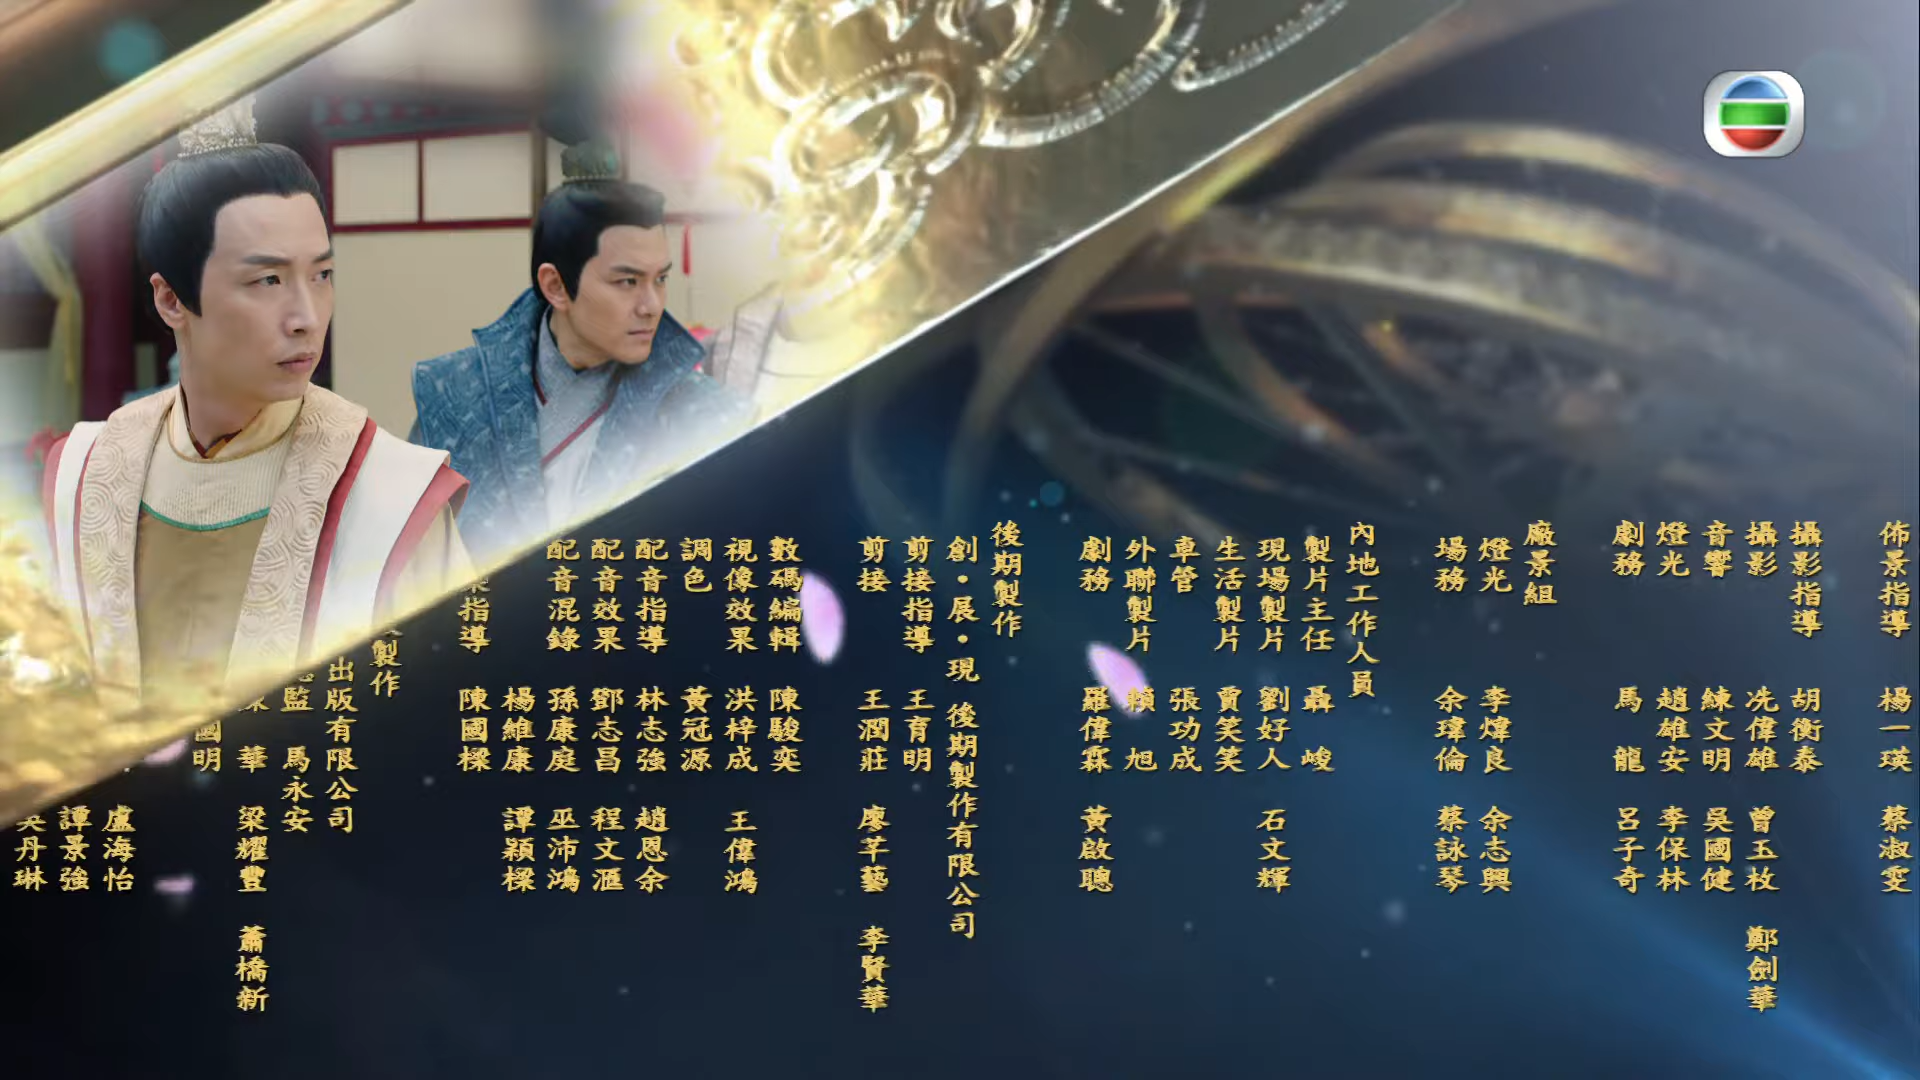 佈景指導 楊一瑛 蔡淑雯
攝影指導 胡衡泰
攝影 冼偉雄 曾玉枚 鄭劍華
音響 練文明 吳國健
燈光 趙雄安 李保林
劇務 馬龍 呂子奇
廠景組
燈光 李煒良 余志興
場務 余瑋倫 蔡詠琴
內地工作人員
製片主任 聶峻
現場製片 劉好人 石文輝
生活製片 賈笑笑
車管 張功成
外聯製片 賴旭
劇務 羅偉霖 黃啟聰
後期製作
創·展·現 後期製作有限公司
剪接指導 王育明
剪接 王潤莊 廖芊藝 李賢華
數碼編輯 陳駿奕
視像效果 洪梓成 王偉鴻
調色 黃冠源
配音指導 林志強 趙恩余
配音效果 鄧志昌 程文滙
配音混錄 孫康庭 巫沛鴻
楊維康 譚穎樑
指導 陳國樑
製作
出版有限公司
監 馬永安
華 梁耀豐 蕭橋新
國明
盧海怡
譚景強
丹琳